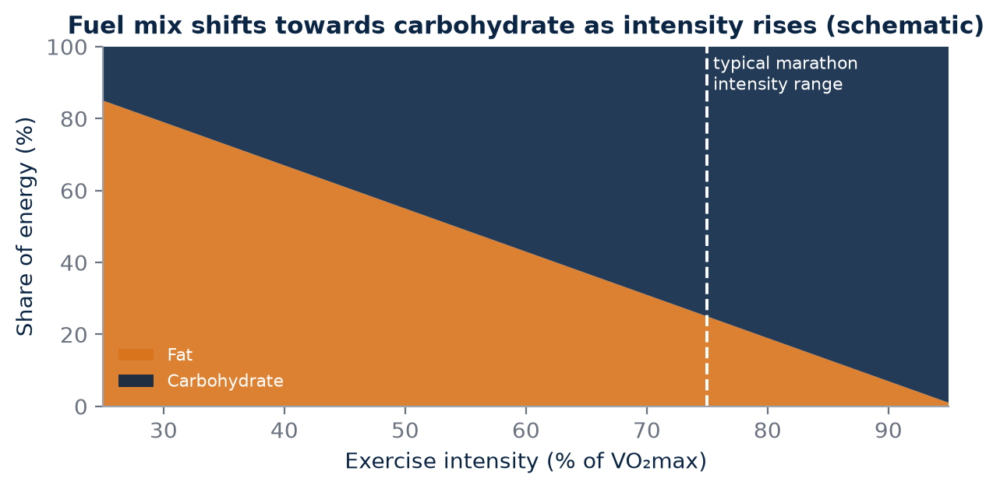 Fuel mix shifts towards carbohydrate as intensity rises (schematic)
100
80
60
40
20
0
Share of energy (%)
typical marathon
intensity range
Fat
Carbohydrate
30 40 50 60 70 80 90
Exercise intensity (% of VO₂max)